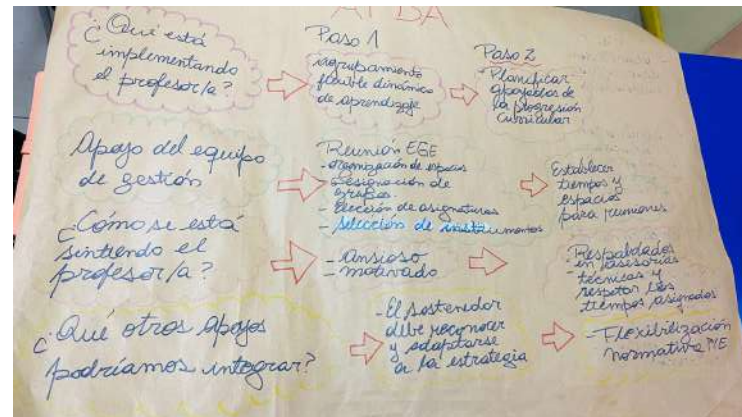 ¿Qué está
implementando
el profesor/a?
Paso 1
agrupamiento
flexible dinámico
de aprendizaje
Paso 2
- Planificar
apoyados de
la progresión
curricular
Apoyo del equipo
de gestión
Reunión EGE
- organización de espacios
- Designación de
- Elección de asignaturas
- selección de instrumentos
Establecer
tiempos y
espacios
para reuniones
¿Cómo se está
sintiendo el
profesor/a?
- Ansioso
- motivado
- Respaldados
en asesorías
técnicas y
respetar los
tiempos asignados
¿Qué otros apoyos
podríamos integrar?
- El sostenedor
debe reconocer
y adaptarse
a la estrategia
- Flexibilización
normativa PIE